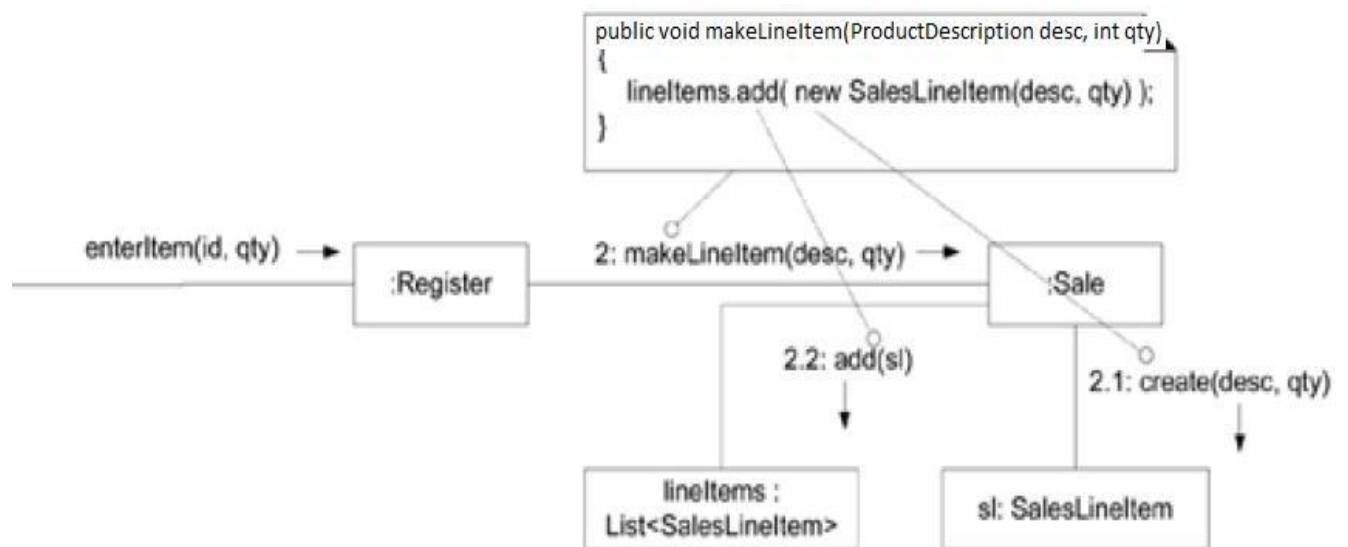 public void makeLineItem(ProductDescription desc, int qty)
{
lineItems.add( new SalesLineItem(desc, qty) );
}
enterItem(id, qty)
2: makeLineItem(desc, qty)
:Register
:Sale
2.2: add(sl)
2.1: create(desc, qty)
lineItems :
List<SalesLineItem>
sl: SalesLineItem